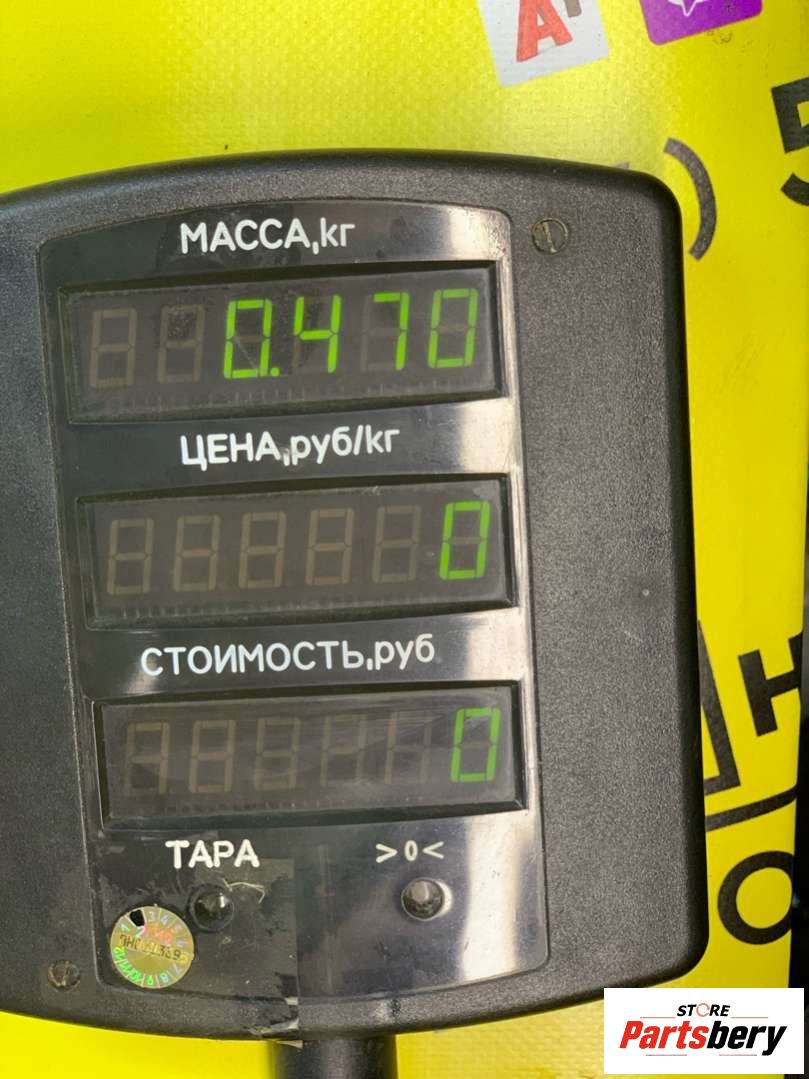 МАССА,кг
0.470
ЦЕНА,руб/кг
0
СТОИМОСТЬ,руб
0
ТАРА >0<
STORE
Partsbery